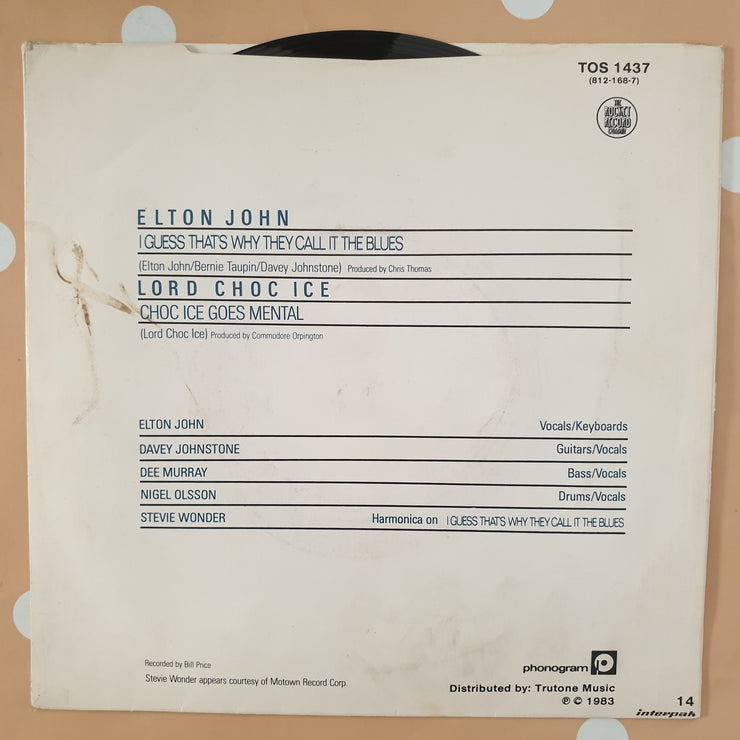 TOS 1437
(812-168-7)
THE
ROCKET
RECORD
COMPANY
ELTON JOHN
I GUESS THAT'S WHY THEY CALL IT THE BLUES
(Elton John/Bernie Taupin/Davey Johnstone) Produced by Chris Thomas
LORD CHOC ICE
CHOC ICE GOES MENTAL
(Lord Choc Ice) Produced by Commodore Orpington
ELTON JOHN Vocals/Keyboards
DAVEY JOHNSTONE Guitars/Vocals
DEE MURRAY Bass/Vocals
NIGEL OLSSON Drums/Vocals
STEVIE WONDER Harmonica on I GUESS THAT'S WHY THEY CALL IT THE BLUES
Recorded by Bill Price
Stevie Wonder appears courtesy of Motown Record Corp.
phonogram
Distributed by: Trutone Music
℗ © 1983
14
interpak